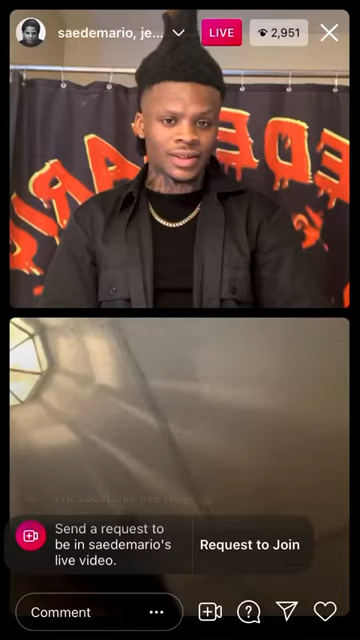 saedemario, je...
LIVE
2,951
Send a request to
be in saedemario's
live video.
Request to Join
Comment